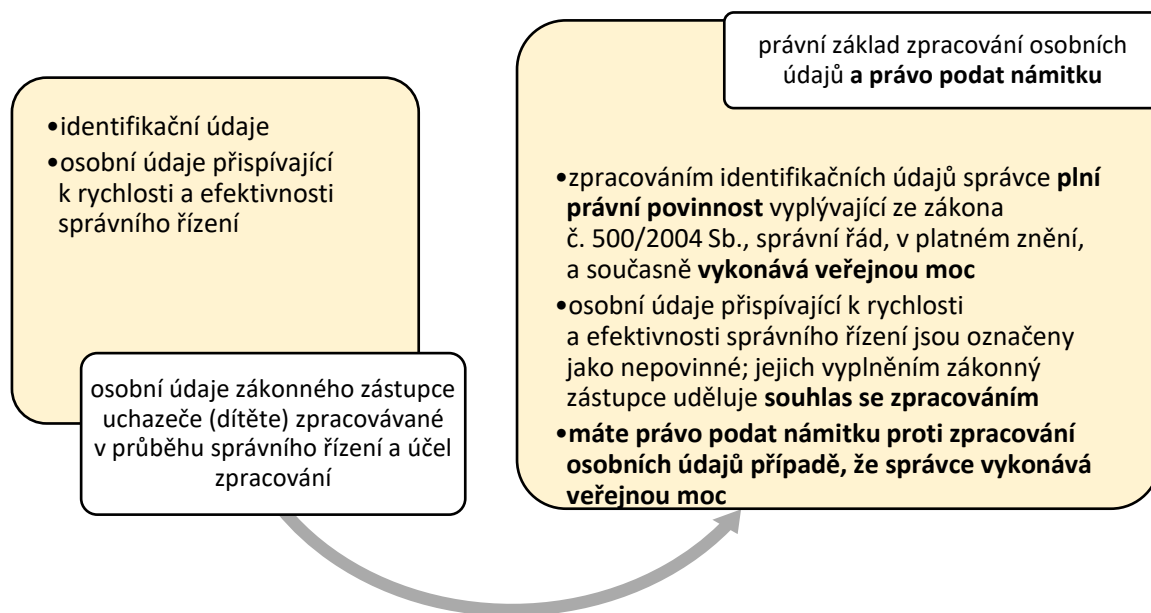 •identifikační údaje
•osobní údaje přispívající
k rychlosti a efektivnosti
správního řízení
osobní údaje zákonného zástupce
uchazeče (dítěte) zpracovávané
v průběhu správního řízení a účel
zpracování
právní základ zpracování osobních
údajů a právo podat námitku
•zpracováním identifikačních údajů správce plní
právní povinnost vyplývající ze zákona
č. 500/2004 Sb., správní řád, v platném znění,
a současně vykonává veřejnou moc
•osobní údaje přispívající k rychlosti
a efektivnosti správního řízení jsou označeny
jako nepovinné; jejich vyplněním zákonný
zástupce uděluje souhlas se zpracováním
•máte právo podat námitku proti zpracování
osobních údajů případě, že správce vykonává
veřejnou moc